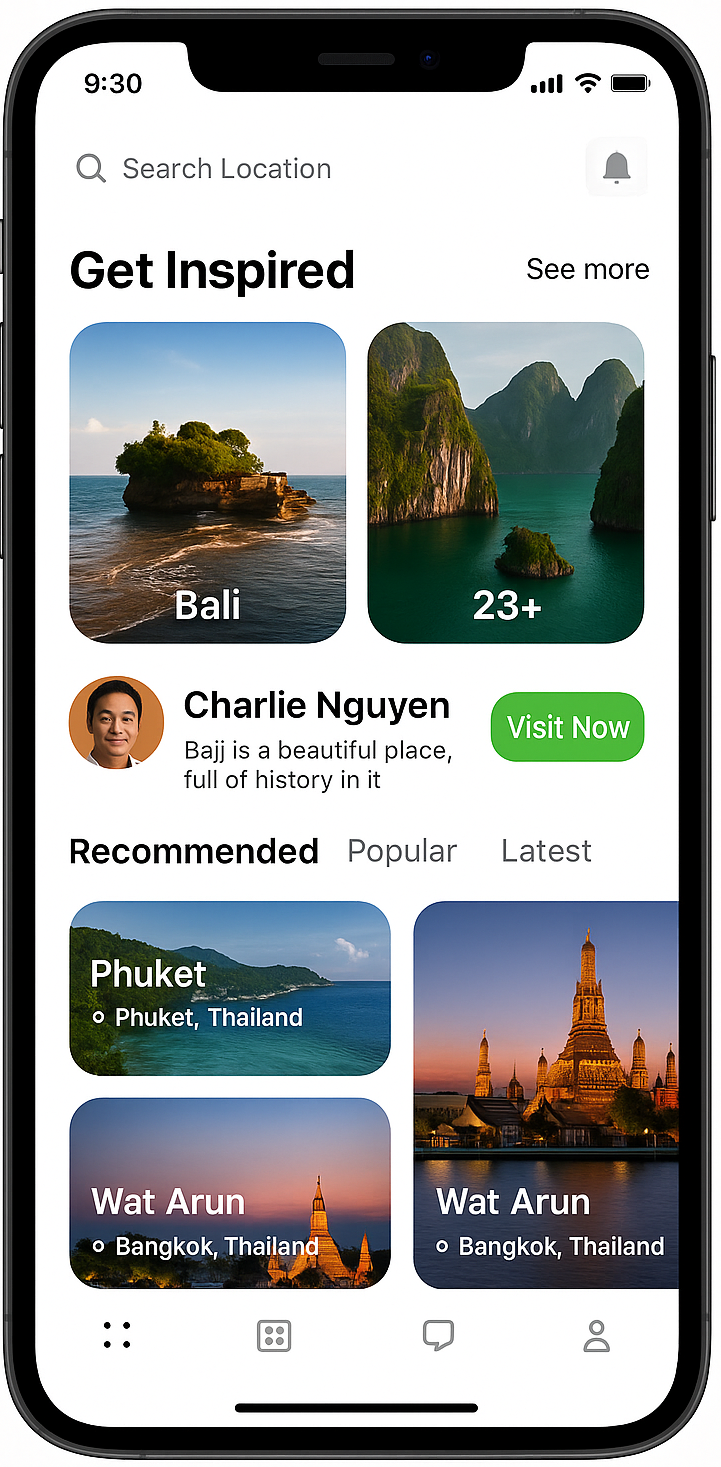 9:30
Search Location
Get Inspired
See more
Bali
23+
Charlie Nguyen
Bajj is a beautiful place,
full of history in it
Visit Now
Recommended
Popular
Latest
Phuket
Phuket, Thailand
Wat Arun
Bangkok, Thailand
Wat Arun
Bangkok, Thailand